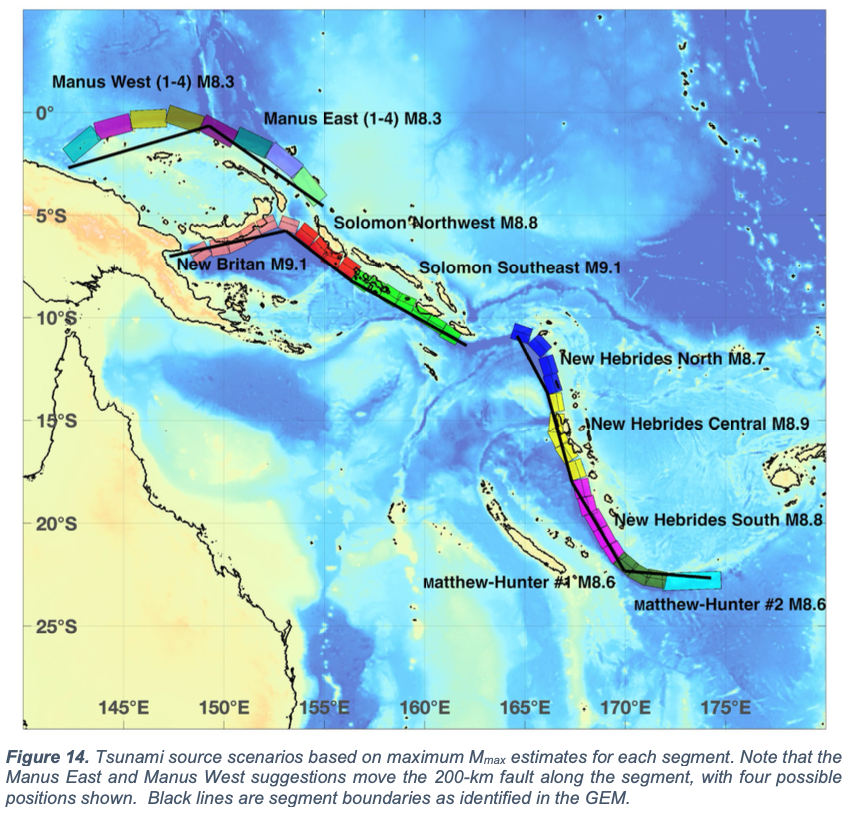 Manus West (1-4) M8.3
0°
Manus East (1-4) M8.3
5°S
Solomon Northwest M8.8
New Britan M9.1
Solomon Southeast M9.1
10°S
New Hebrides North M8.7
15°S
New Hebrides Central M8.9
20°S
New Hebrides South M8.8
Matthew-Hunter #1 M8.6
Matthew-Hunter #2 M8.6
25°S
145°E 150°E 155°E 160°E 165°E 170°E 175°E
Figure 14. Tsunami source scenarios based on maximum Mmax estimates for each segment. Note that the
Manus East and Manus West suggestions move the 200-km fault along the segment, with four possible
positions shown. Black lines are segment boundaries as identified in the GEM.